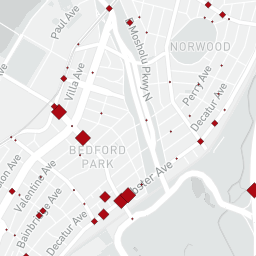 Paul Ave
Mosholu Pkwy N
NORWOOD
Villa Ave
Perry Ave
Decatur Ave
BEDFORD
PARK
Ave
Valentine Ave
Bainbridge Ave
Decatur Ave
Ave